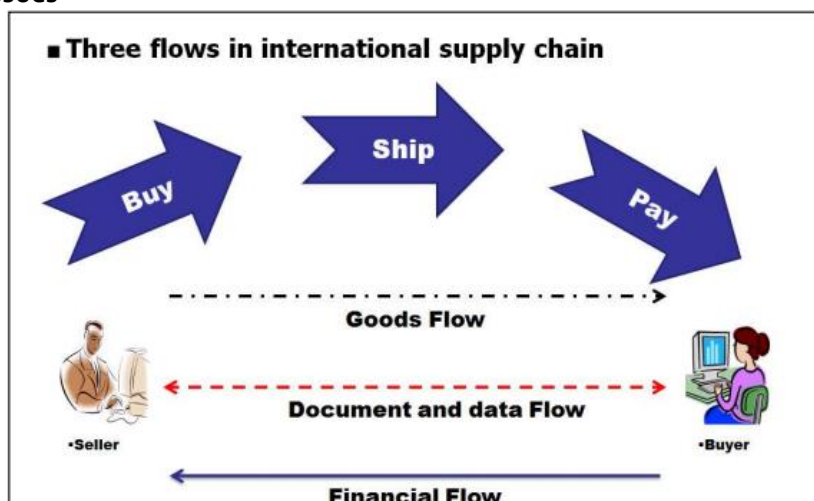 ■ Three flows in international supply chain
Buy
Ship
Pay
Goods Flow
Document and data Flow
•Seller
•Buyer
Financial Flow